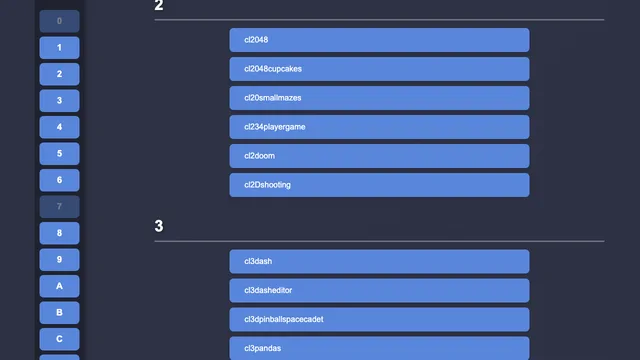 0
1
2
3
4
5
6
7
8
9
A
B
C
2
cl2048
cl2048cupcakes
cl20smallmazes
cl234playergame
cl2doom
cl2Dshooting
3
cl3dash
cl3dasheditor
cl3dpinballspacecadet
cl3pandas